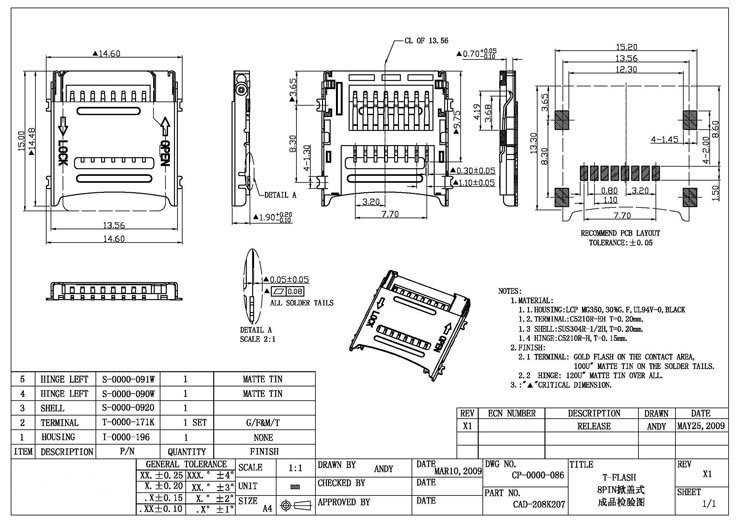 ▲14.60
CL OF 13.56
▲0.70+0.05 -0.10
15.20
13.56
12.30
15.00
▲14.48
LOCK
OPEN
13.56
14.60
DETAIL A
▲1.90+0.20 -0.10
▲3.65
8.30
4-1.30
4.19
3.68
▲9.75
▲0.30±0.05
▲1.10±0.05
3.20
7.70
3.65
13.30
8.30
4-1.45
4-2.00
8.60
1.50
0.80
3.20
1.10
7.70
RECOMMEND PCB LAYOUT
TOLERANCE:±0.05
▲0.05±0.05
▲ 0.08
ALL SOLDER TAILS
DETAIL A
SCALE 2:1
LOCK
OPEN
NOTES:
1.MATERIAL:
1.1.HOUSING:LCP MG350,30%G.F,UL94V-0,BLACK
1.2.TERMINAL:C5210R-EH T=0.20mm.
1.3 SHELL:SUS304R-1/2H,T=0.20mm.
1.4 HINGE:C5210R-H,T=0.15mm.
2.FINISH:
2.1 TERMINAL: GOLD FLASH ON THE CONTACT AREA,
100U" MATTE TIN ON THE SOLDER TAILS.
2.2 HINGE: 120U" MATTE TIN OVER ALL.
3.:"▲"CRITICAL DIMENSION.
5 HINGE LEFT S-0000-091W 1 MATTE TIN
4 HINGE LEFT S-0000-090W 1 MATTE TIN
3 SHELL S-0000-0920 1
2 TERMINAL T-0000-171K 1 SET G/F&M/T
1 HOUSING I-0000-196 1 NONE
ITEM DESCRIPTION P/N QUANTITY FINISH
REV ECN NUMBER DESCRIPTION DRAWN DATE
X1 RELEASE ANDY MAY25,2009
GENERAL TOLERANCE
XX.±0.25 XXX.°±4°
X.±0.20 XX.°±3°
.X±0.15 X.°±2°
.XX±0.10 .X°±1°
SCALE 1:1
UNIT mm
SIZE A4
DRAWN BY ANDY
CHECKED BY
APPROVED BY
DATE MAR10,2009
DATE
DATE
DWG NO. CP-0000-086
PART NO. CAD-208K207
TITLE
T-FLASH
8PIN掀盖式
成品检验图
REV X1
SHEET 1/1